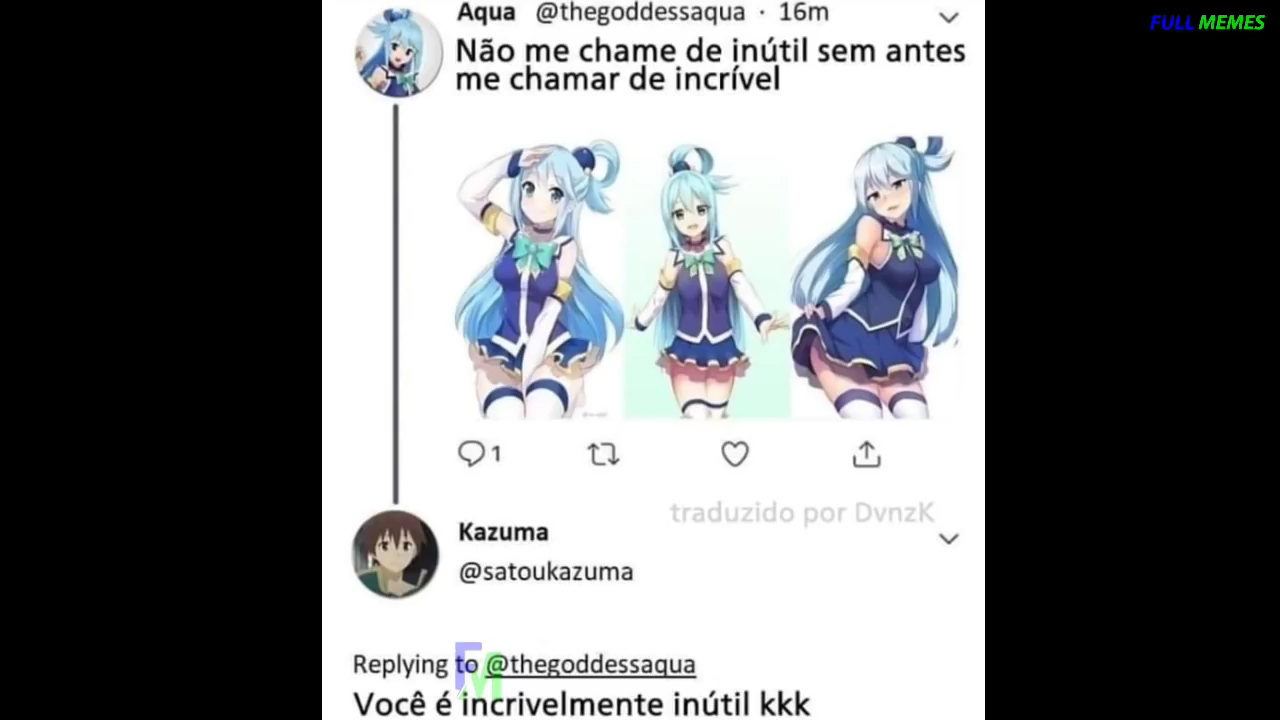 FULL MEMES
Aqua @thegoddessaqua · 16m
Não me chame de inútil sem antes
me chamar de incrível
1
traduzido por DvnzK
Kazuma
@satoukazuma
FM
Replying to @thegoddessaqua
Você é incrivelmente inútil kkk